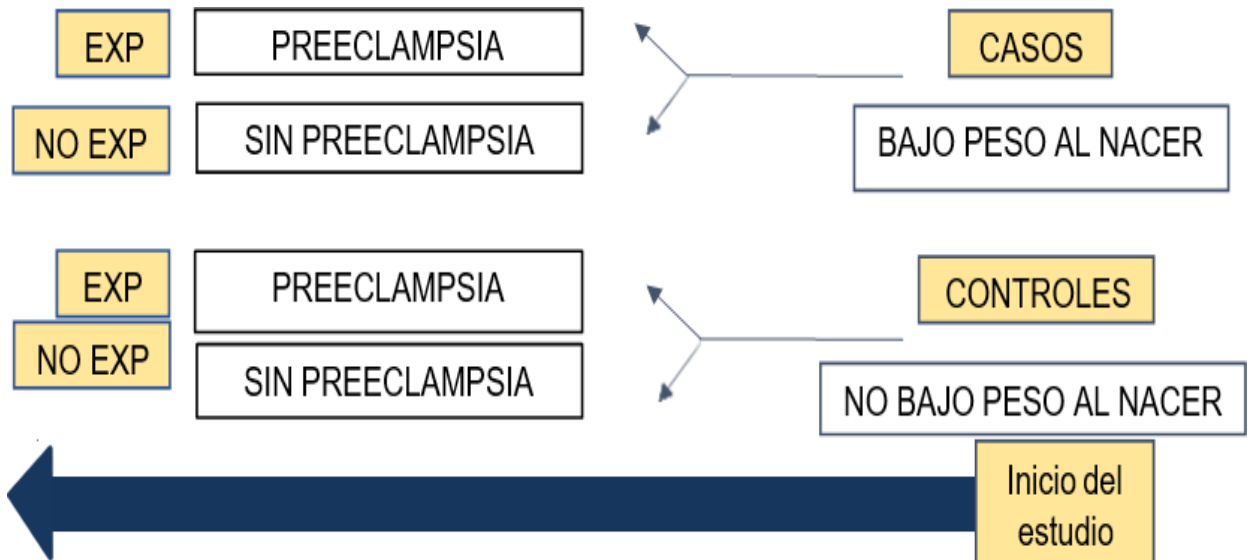 EXP
PREECLAMPSIA
CASOS
NO EXP
SIN PREECLAMPSIA
BAJO PESO AL NACER
EXP
PREECLAMPSIA
CONTROLES
NO EXP
SIN PREECLAMPSIA
NO BAJO PESO AL NACER
Inicio del
estudio